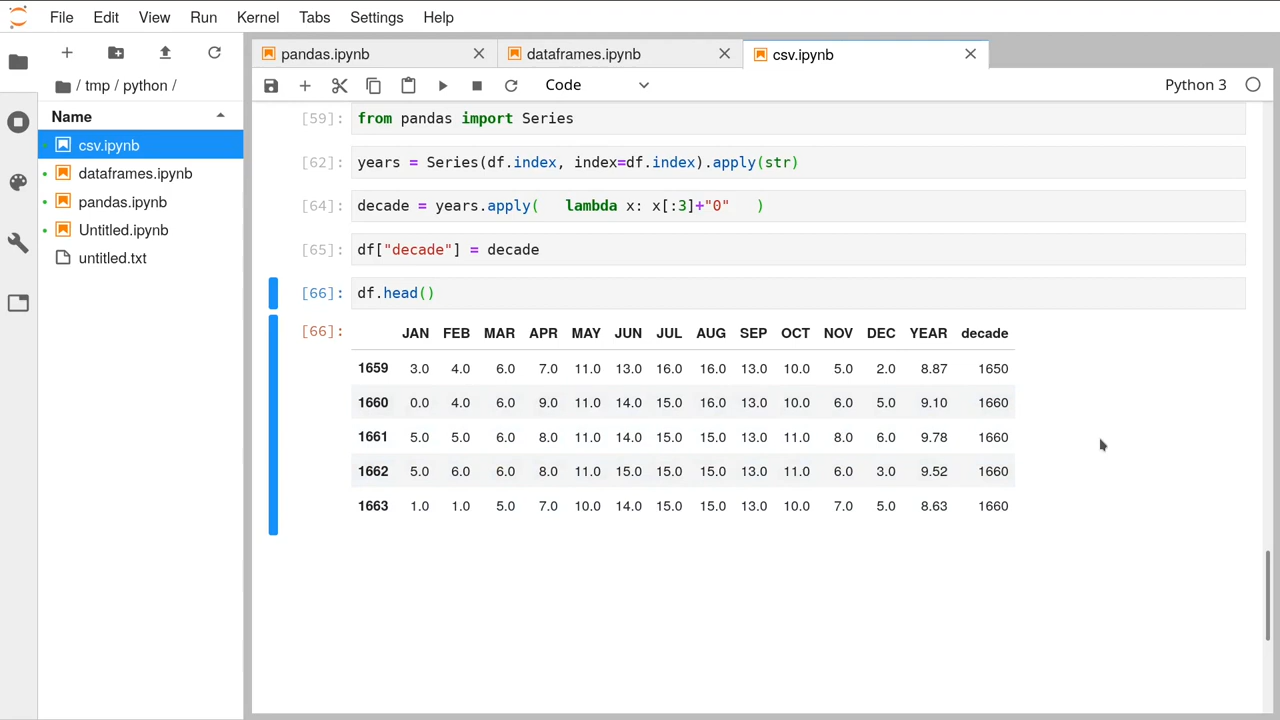 File Edit View Run Kernel Tabs Settings Help
pandas.ipynb dataframes.ipynb csv.ipynb
/ tmp / python /
Code Python 3
Name
csv.ipynb
dataframes.ipynb
pandas.ipynb
Untitled.ipynb
untitled.txt
[59]: from pandas import Series
[62]: years = Series(df.index, index=df.index).apply(str)
[64]: decade = years.apply(   lambda x: x[:3]+"0"   )
[65]: df["decade"] = decade
[66]: df.head()
[66]: JAN FEB MAR APR MAY JUN JUL AUG SEP OCT NOV DEC YEAR decade
1659 3.0 4.0 6.0 7.0 11.0 13.0 16.0 16.0 13.0 10.0 5.0 2.0 8.87 1650
1660 0.0 4.0 6.0 9.0 11.0 14.0 15.0 16.0 13.0 10.0 6.0 5.0 9.10 1660
1661 5.0 5.0 6.0 8.0 11.0 14.0 15.0 15.0 13.0 11.0 8.0 6.0 9.78 1660
1662 5.0 6.0 6.0 8.0 11.0 15.0 15.0 15.0 13.0 11.0 6.0 3.0 9.52 1660
1663 1.0 1.0 5.0 7.0 10.0 14.0 15.0 15.0 13.0 10.0 7.0 5.0 8.63 1660